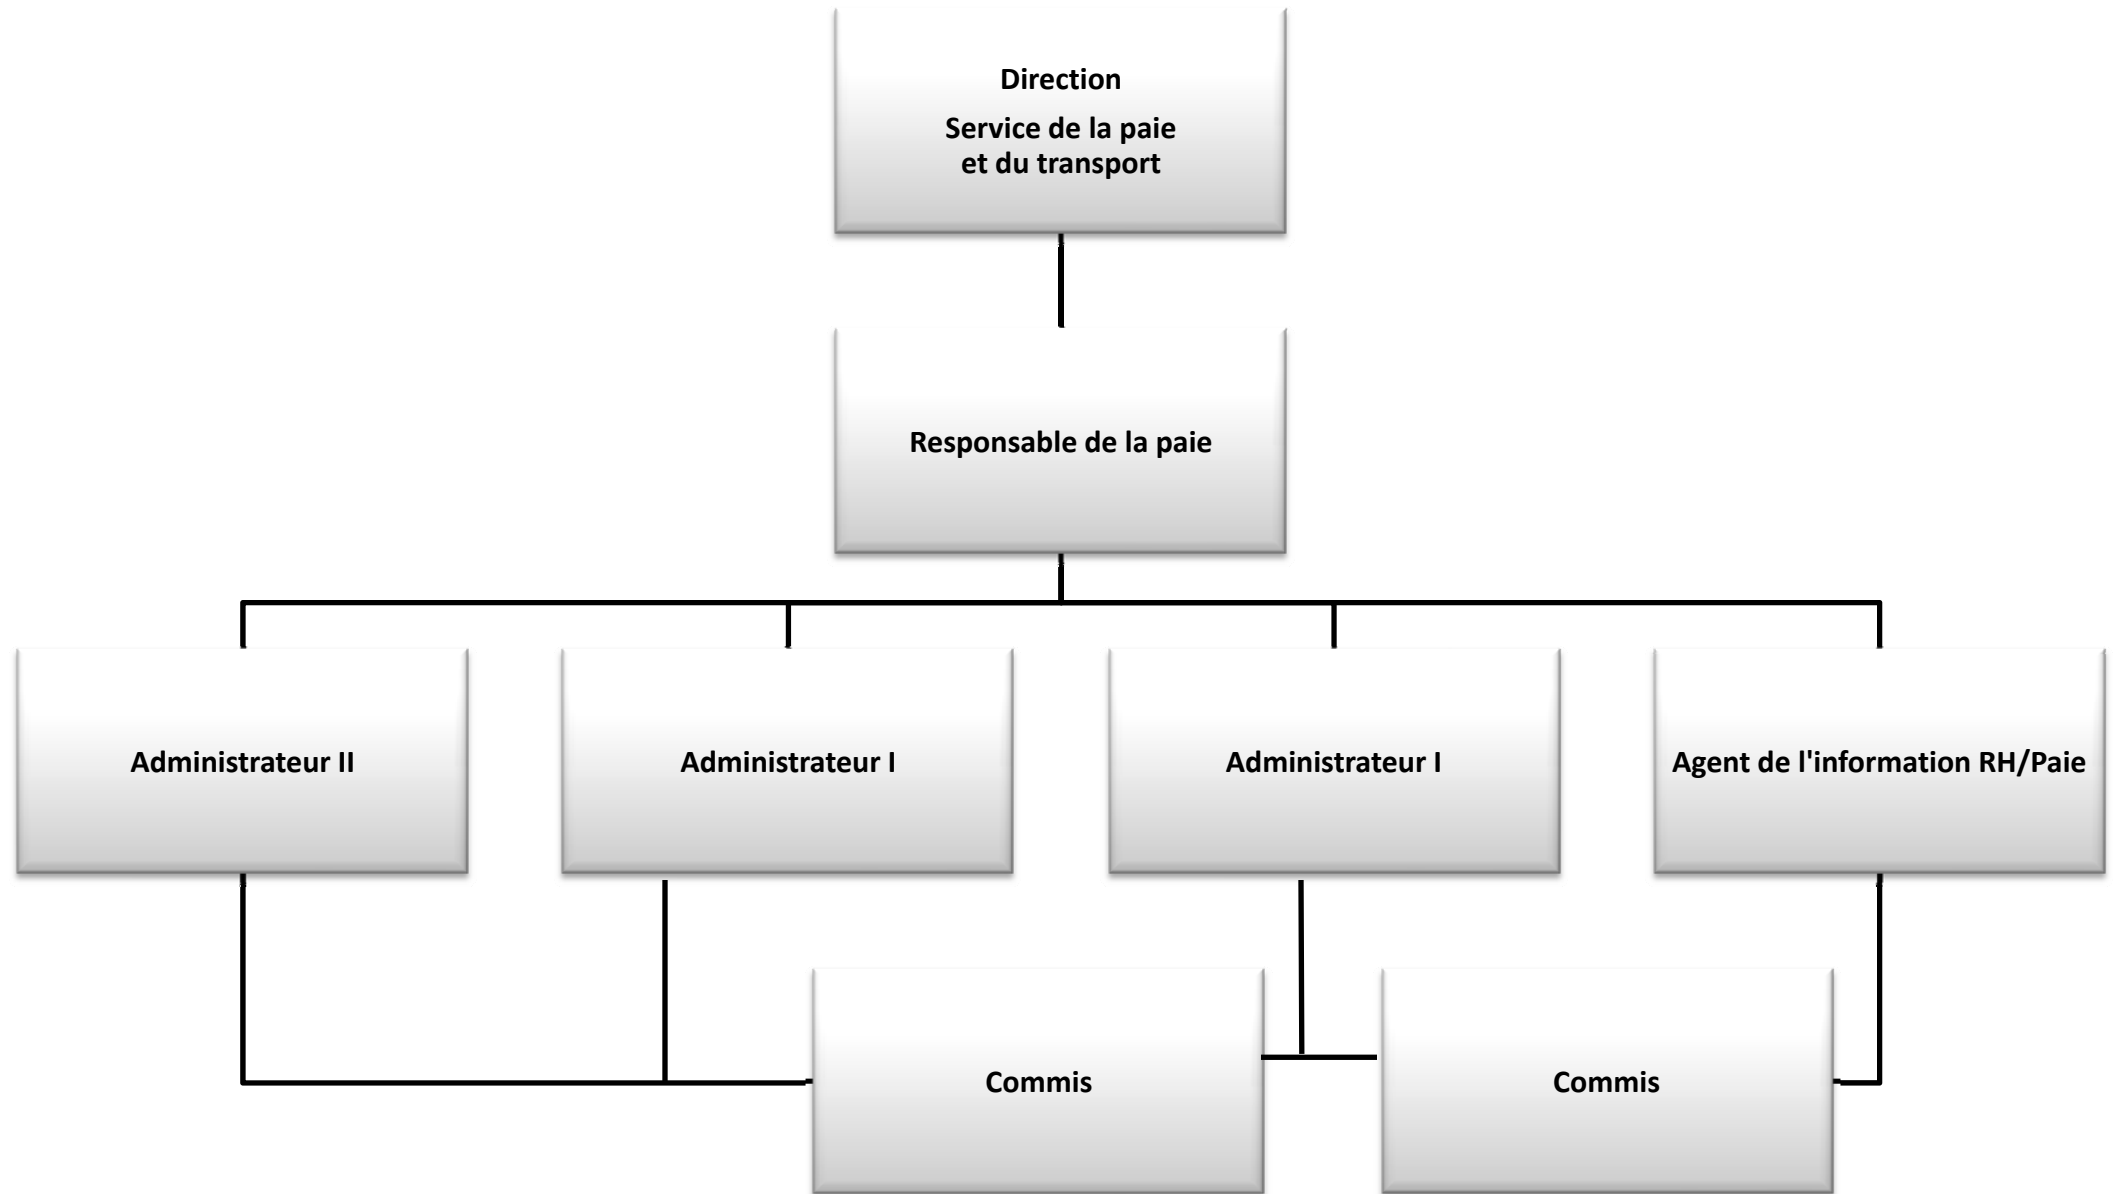 Direction
Service de la paie
et du transport
Responsable de la paie
Administrateur II
Administrateur I
Administrateur I
Agent de l'information RH/Paie
Commis
Commis